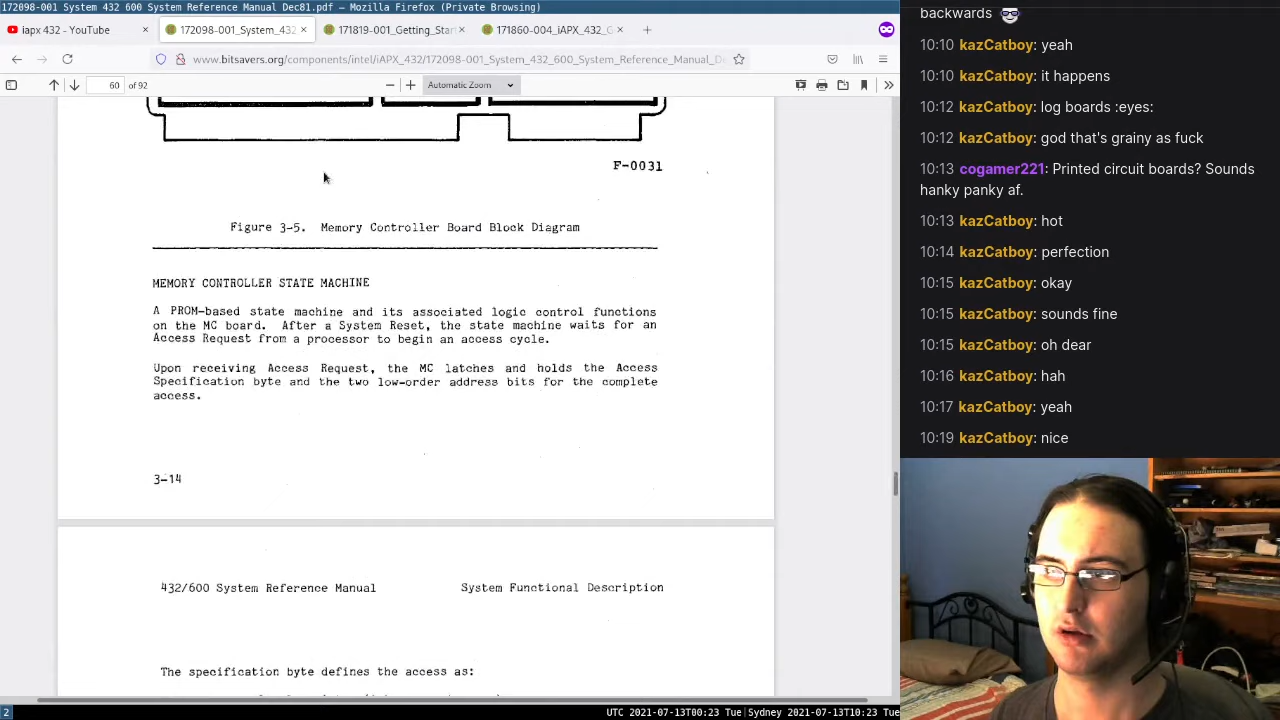 172098-001 System 432 600 System Reference Manual Dec81.pdf — Mozilla Firefox (Private Browsing)
iapx 432 - YouTube
172098-001_System_432
171819-001_Getting_Star
171860-004_iAPX_432_G
www.bitsavers.org/components/intel/iAPX_432/172098-001_System_432_600_System_Reference_Manual_De
60 of 92
Automatic Zoom
F-0031
Figure 3-5. Memory Controller Board Block Diagram
MEMORY CONTROLLER STATE MACHINE
A PROM-based state machine and its associated logic control functions
on the MC board. After a System Reset, the state machine waits for an
Access Request from a processor to begin an access cycle.
Upon receiving Access Request, the MC latches and holds the Access
Specification byte and the two low-order address bits for the complete
access.
3-14
432/600 System Reference Manual
System Functional Description
The specification byte defines the access as:
backwards
10:10 kazCatboy: yeah
10:10 kazCatboy: it happens
10:12 kazCatboy: log boards :eyes:
10:12 kazCatboy: god that's grainy as fuck
10:13 cogamer221: Printed circuit boards? Sounds
hanky panky af.
10:13 kazCatboy: hot
10:14 kazCatboy: perfection
10:15 kazCatboy: okay
10:15 kazCatboy: sounds fine
10:15 kazCatboy: oh dear
10:16 kazCatboy: hah
10:17 kazCatboy: yeah
10:19 kazCatboy: nice
2
UTC 2021-07-13T00:23 Tue Sydney 2021-07-13T10:23 Tue